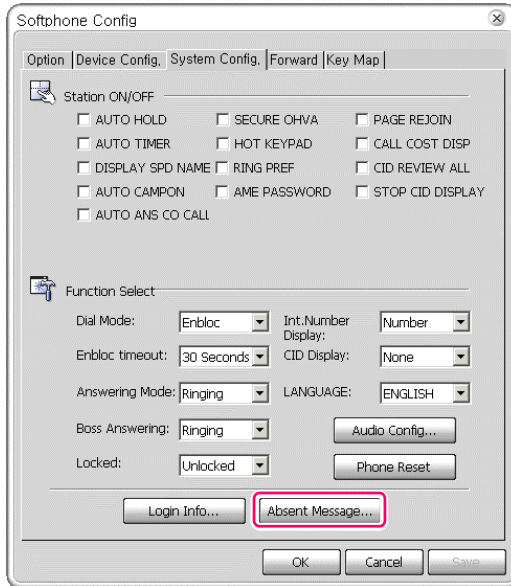 Softphone Config
Option Device Config. System Config. Forward Key Map
Station ON/OFF
AUTO HOLD SECURE OHVA PAGE REJOIN
AUTO TIMER HOT KEYPAD CALL COST DISP
DISPLAY SPD NAME RING PREF CID REVIEW ALL
AUTO CAMPON AME PASSWORD STOP CID DISPLAY
AUTO ANS CO CALL
Function Select
Dial Mode: Enbloc Int.Number Display: Number
Enbloc timeout: 30 Seconds CID Display: None
Answering Mode: Ringing LANGUAGE: ENGLISH
Boss Answering: Ringing Audio Config...
Locked: Unlocked Phone Reset
Login Info... Absent Message...
OK Cancel Save